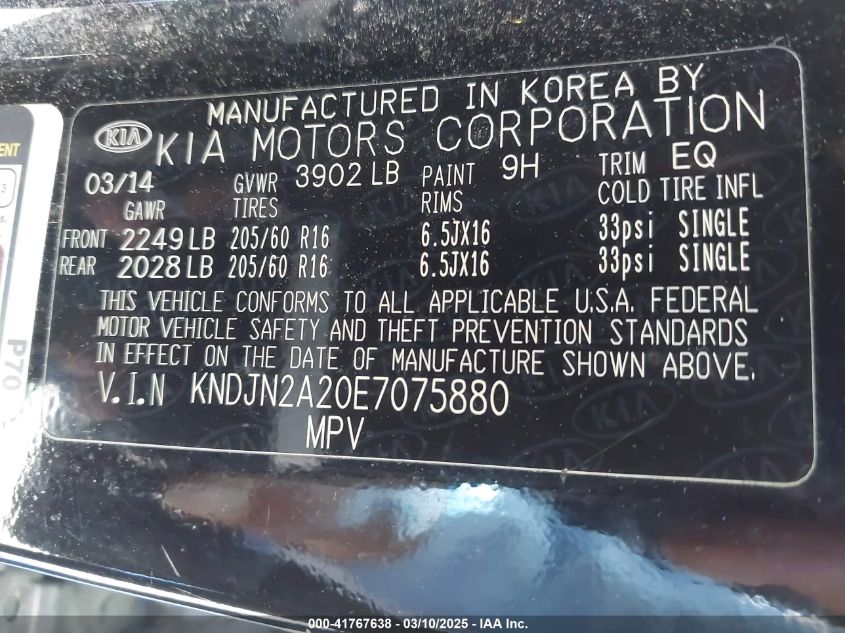 MANUFACTURED IN KOREA BY
KIA KIA MOTORS CORPORATION
03/14 GVWR 3902 LB PAINT 9H TRIM EQ
GAWR TIRES RIMS COLD TIRE INFL
FRONT 2249 LB 205/60 R16 6.5JX16 33psi SINGLE
REAR 2028 LB 205/60 R16 6.5JX16 33psi SINGLE
THIS VEHICLE CONFORMS TO ALL APPLICABLE U.S.A. FEDERAL
MOTOR VEHICLE SAFETY AND THEFT PREVENTION STANDARDS
IN EFFECT ON THE DATE OF MANUFACTURE SHOWN ABOVE.
V.I.N KNDJN2A20E7075880
MPV
P70
000-41767638 - 03/10/2025 - IAA Inc.